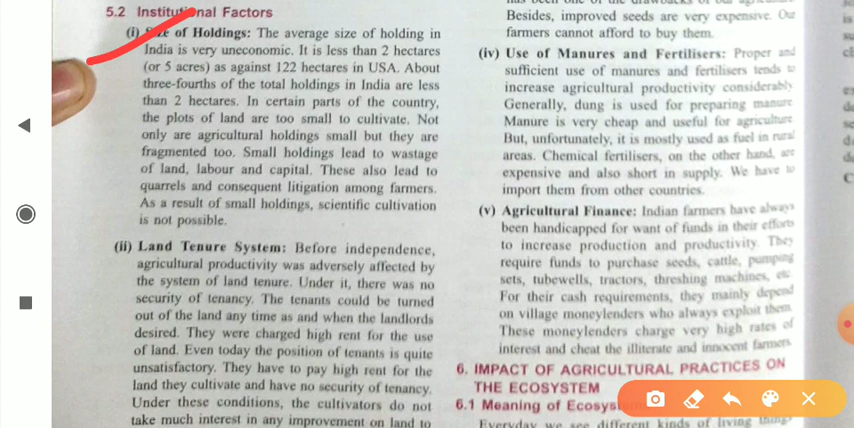 5.2 Institutional Factors
(i) Size of Holdings: The average size of holding in
India is very uneconomic. It is less than 2 hectares
(or 5 acres) as against 122 hectares in USA. About
three-fourths of the total holdings in India are less
than 2 hectares. In certain parts of the country,
the plots of land are too small to cultivate. Not
only are agricultural holdings small but they are
fragmented too. Small holdings lead to wastage
of land, labour and capital. These also lead to
quarrels and consequent litigation among farmers.
As a result of small holdings, scientific cultivation
is not possible.
(ii) Land Tenure System: Before independence,
agricultural productivity was adversely affected by
the system of land tenure. Under it, there was no
security of tenancy. The tenants could be turned
out of the land any time as and when the landlords
desired. They were charged high rent for the use
of land. Even today the position of tenants is quite
unsatisfactory. They have to pay high rent for the
land they cultivate and have no security of tenancy.
Under these conditions, the cultivators do not
take much interest in any improvement on land to
Besides, improved seeds are very expensive. Our
farmers cannot afford to buy them.
(iv) Use of Manures and Fertilisers: Proper and
sufficient use of manures and fertilisers tends to
increase agricultural productivity considerably
Generally, dung is used for preparing manure
Manure is very cheap and useful for agriculture
But, unfortunately, it is mostly used as fuel in rural
areas. Chemical fertilisers, on the other hand, are
expensive and also short in supply. We have to
import them from other countries.
(v) Agricultural Finance: Indian farmers have always
been handicapped for want of funds in their efforts
to increase production and productivity. They
require funds to purchase seeds, cattle, pumping
sets, tubewells, tractors, threshing machines, etc
For their cash requirements, they mainly depend
on village moneylenders who always exploit them
These moneylenders charge very high rates of
interest and cheat the illiterate and innocent farmers
6. IMPACT OF AGRICULTURAL PRACTICES ON
THE ECOSYSTEM
6.1 Meaning of
Everyday we see different kinds of living things